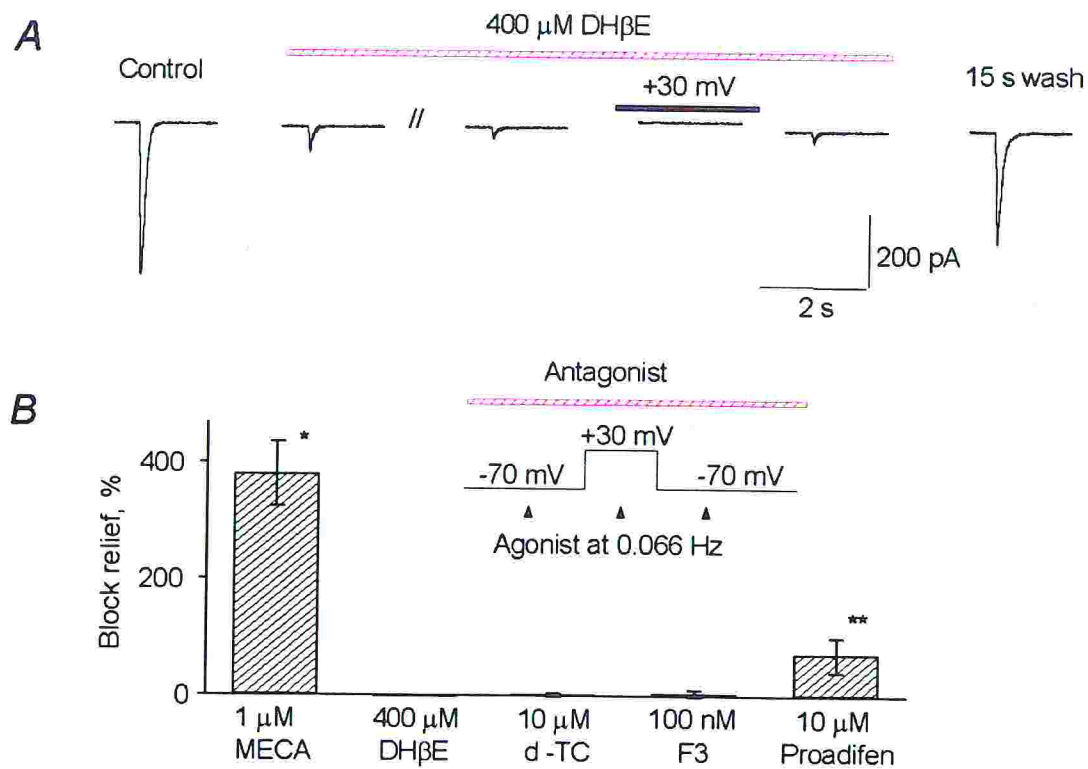 A
400 μM DHβE
Control
+30 mV
15 s wash
//
200 pA
2 s
B
Antagonist
+30 mV
-70 mV
-70 mV
Agonist at 0.066 Hz
Block relief, %
400
200
0
*
**
1 μM
MECA
400 μM
DHβE
10 μM
d -TC
100 nM
F3
10 μM
Proadifen